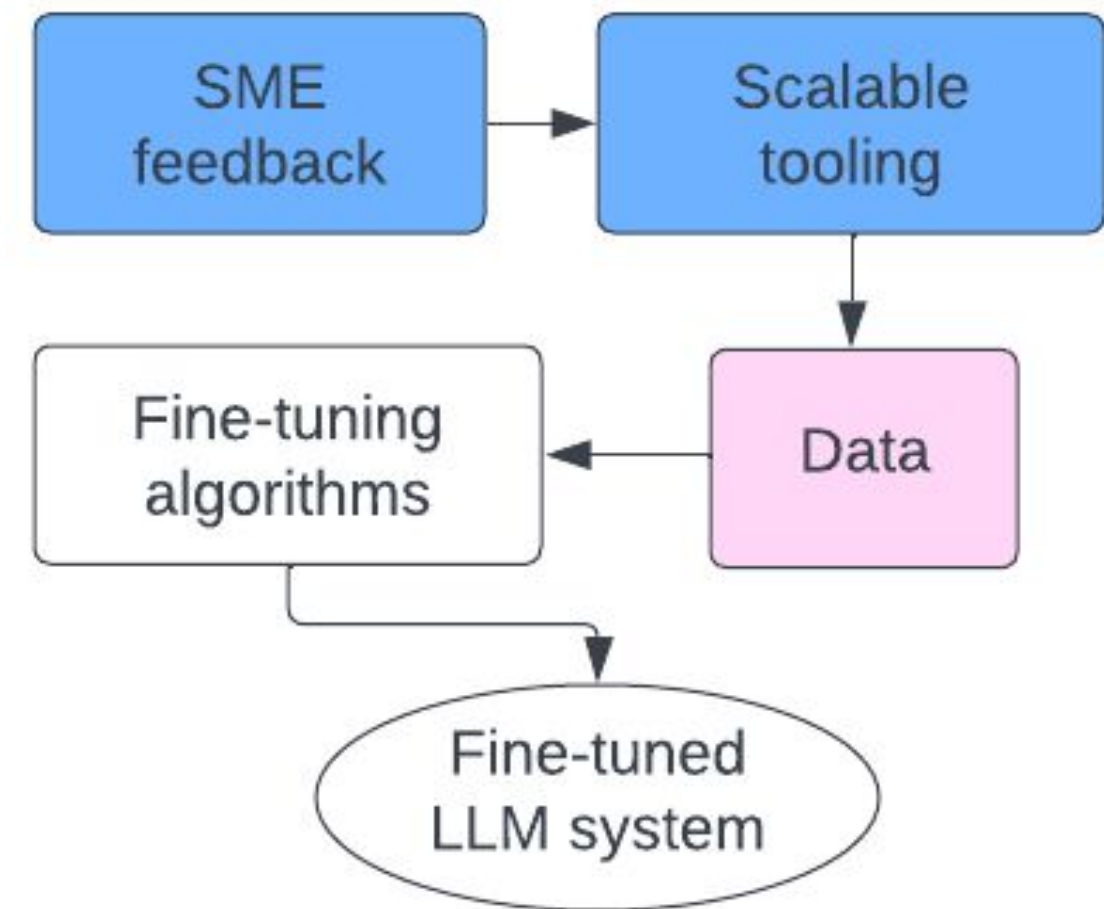 SME
feedback
Scalable
tooling
Fine-tuning
algorithms
Data
Fine-tuned
LLM system